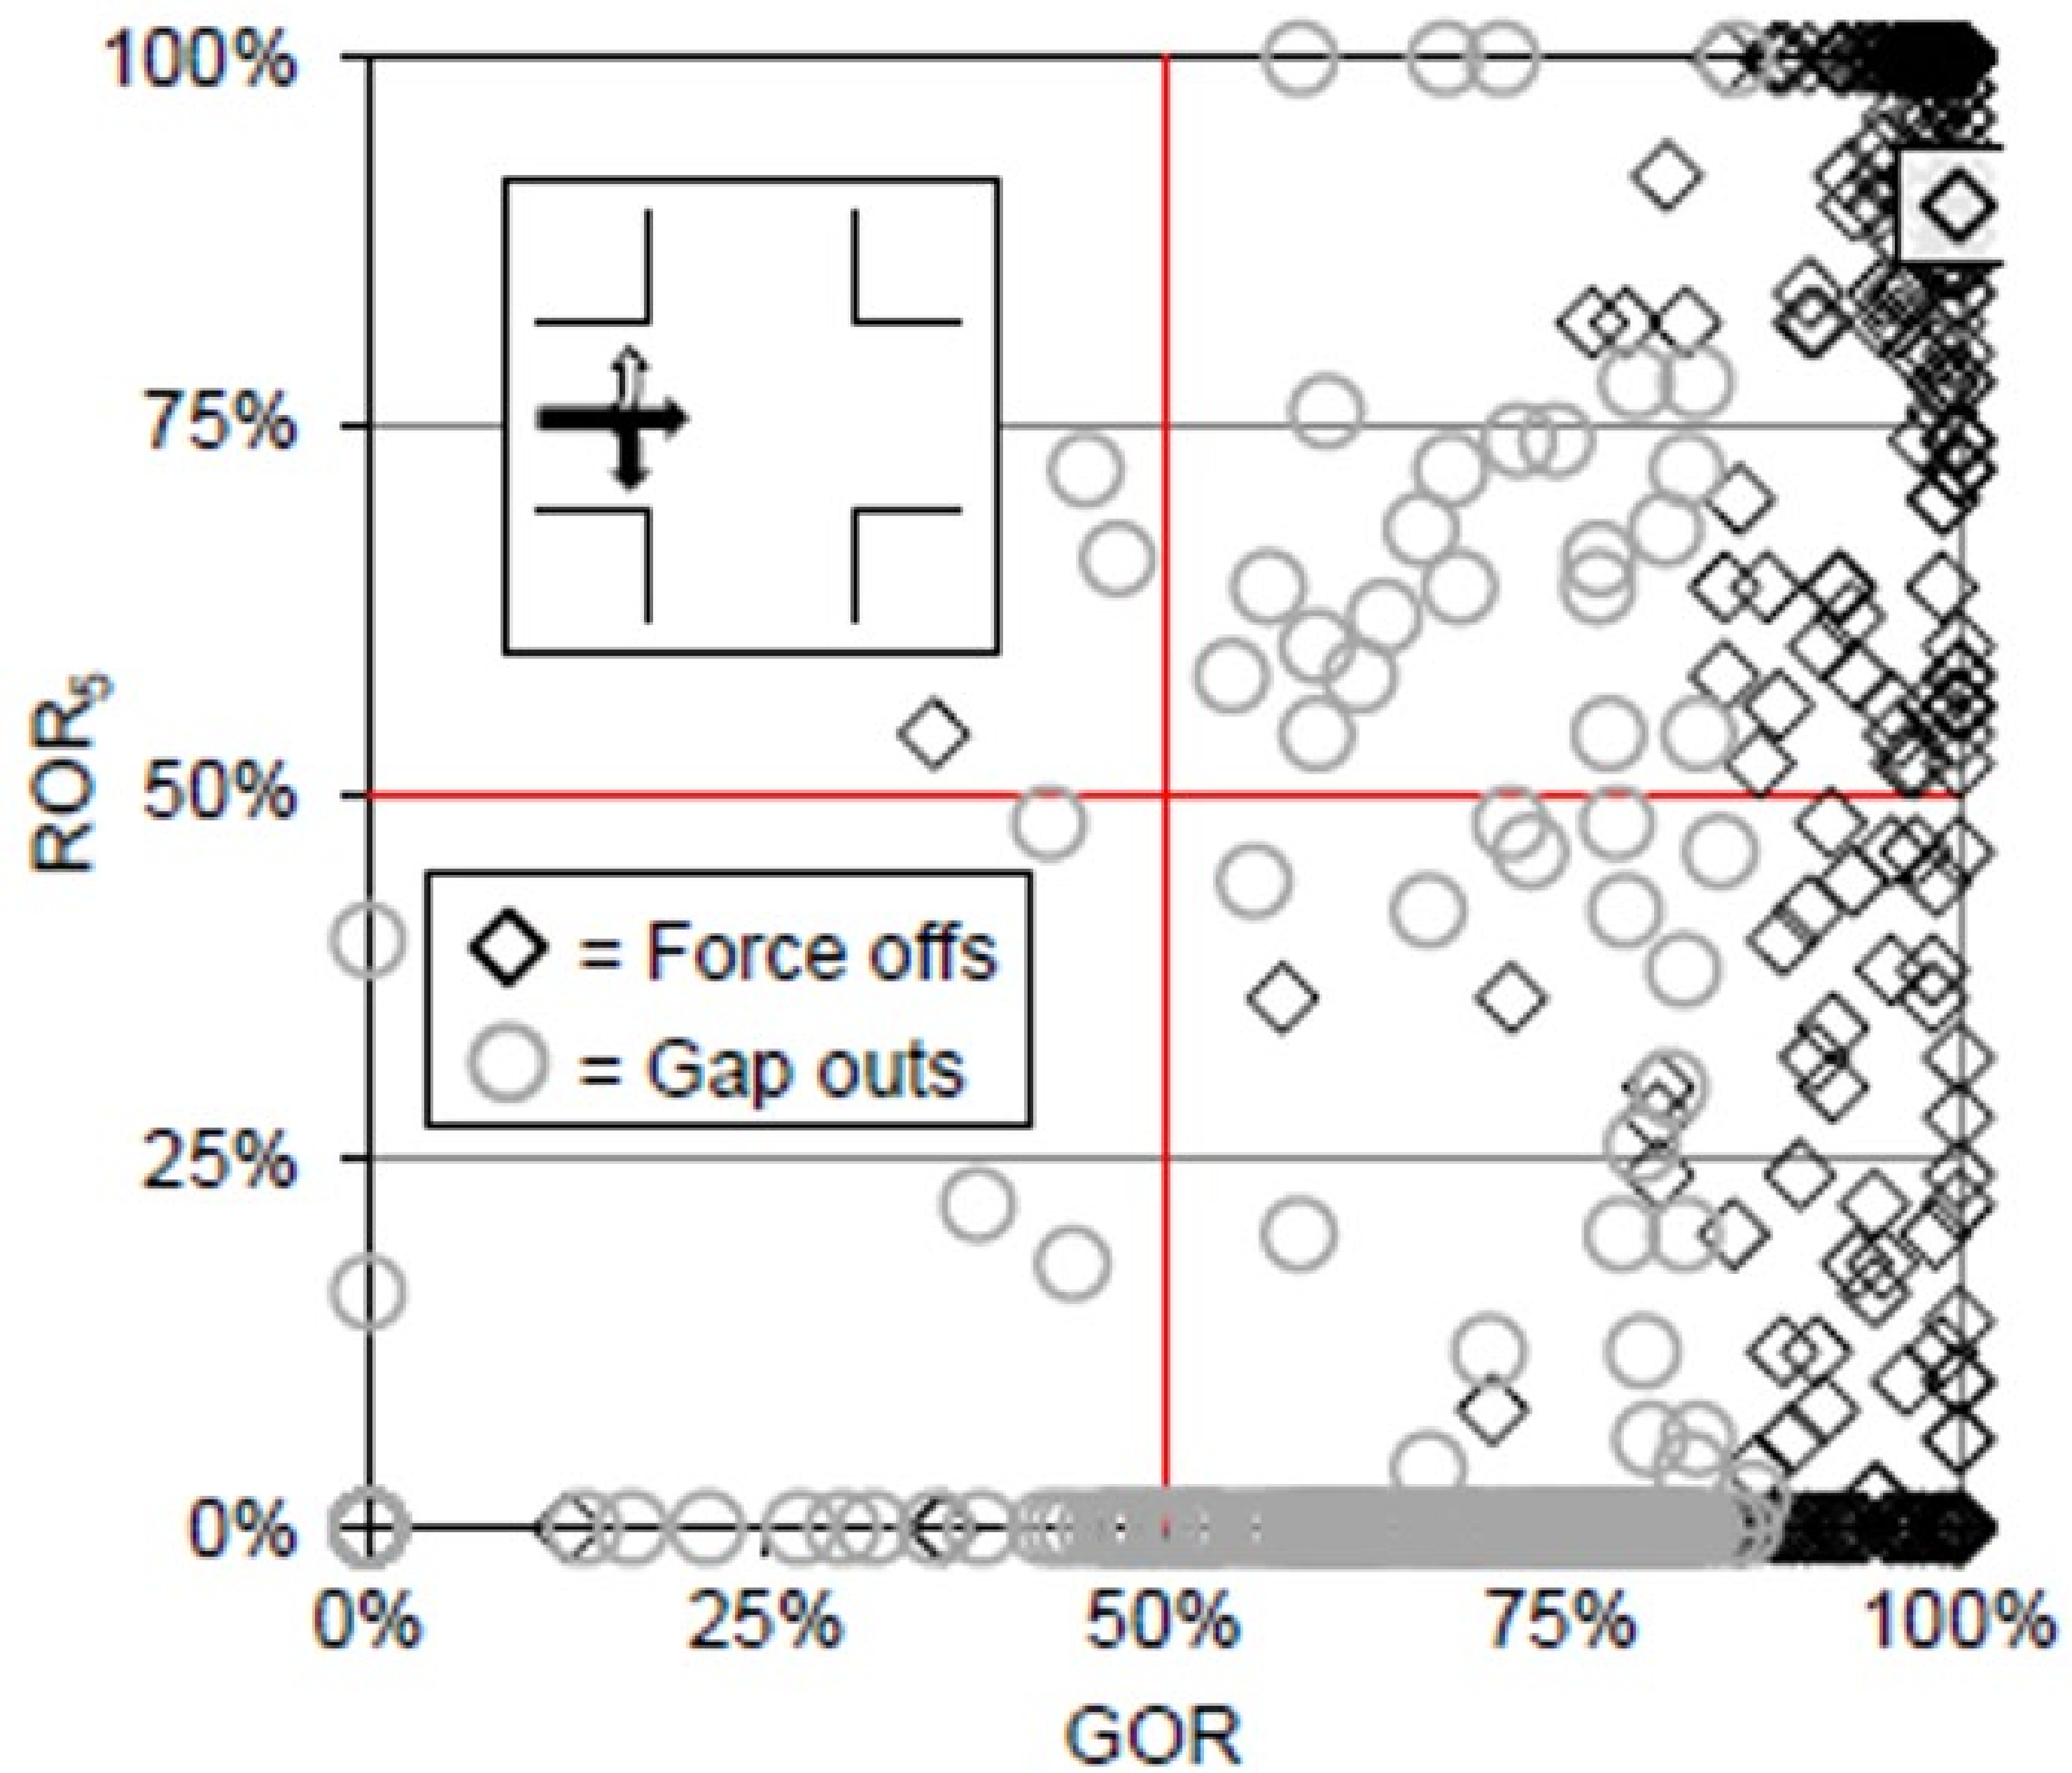 100%
75%
50%
25%
0%
ROR5
= Force offs
= Gap outs
0% 25% 50% 75% 100%
GOR